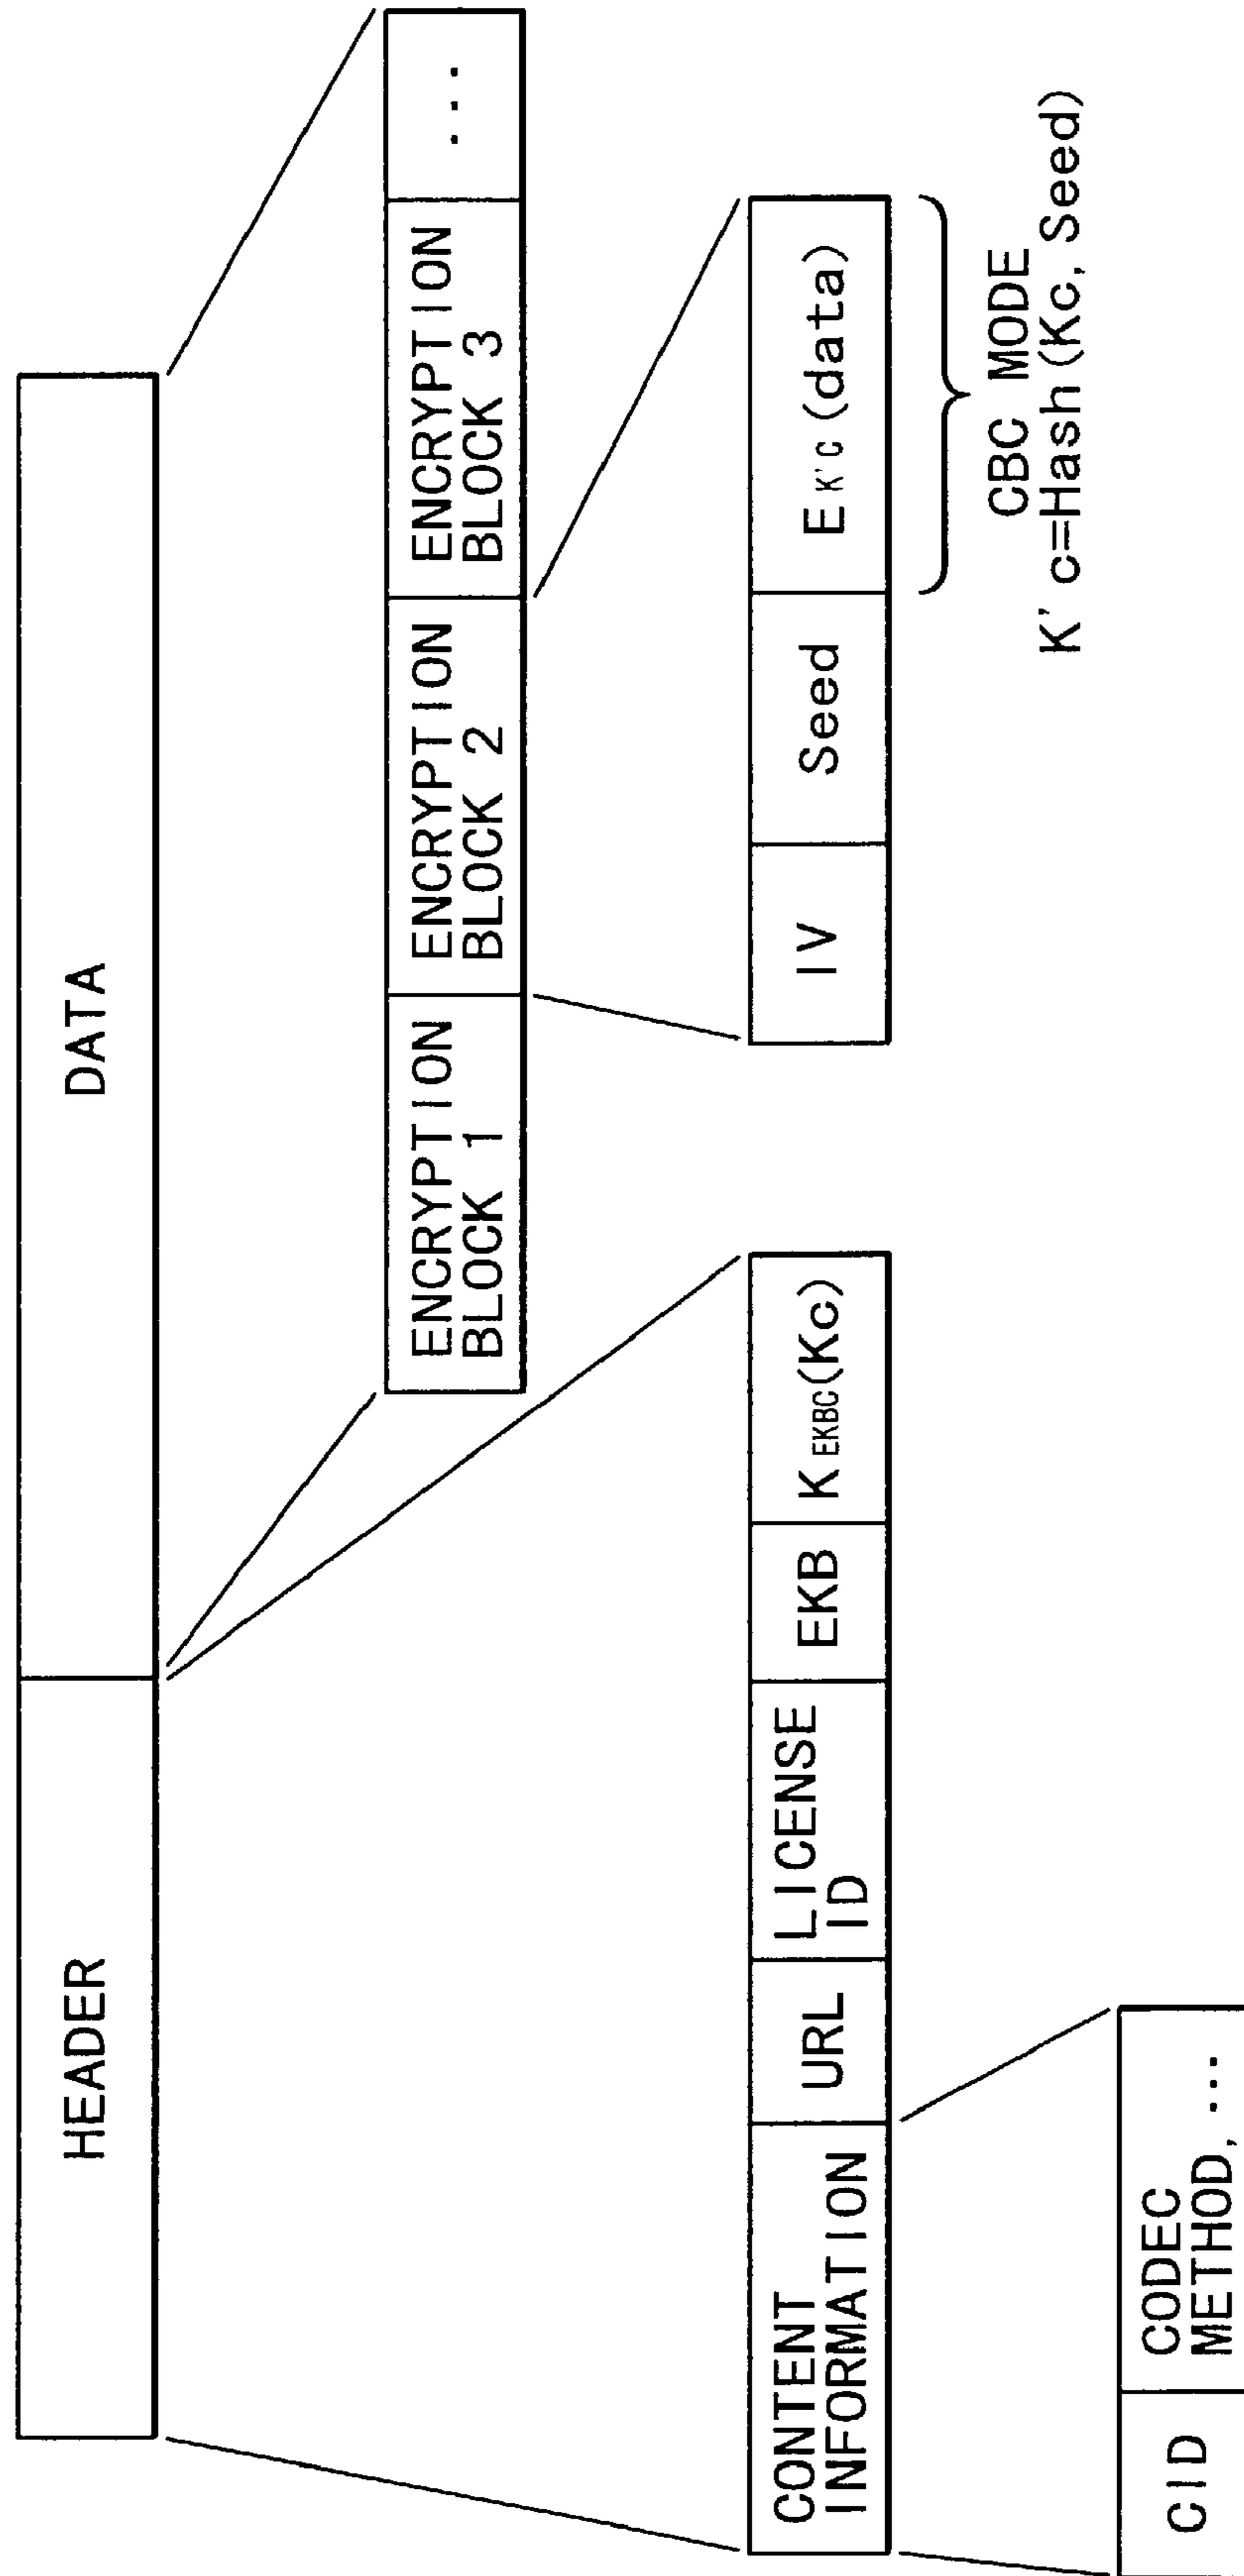 HEADER
DATA
ENCRYPTION
BLOCK 1
ENCRYPTION
BLOCK 2
ENCRYPTION
BLOCK 3
...
CONTENT
INFORMATION
URL
LICENSE
ID
EKB
KEKBC(Kc)
IV
Seed
EK'c(data)
CBC MODE
K'c=Hash(Kc, Seed)
CID
CODEC
METHOD, ...